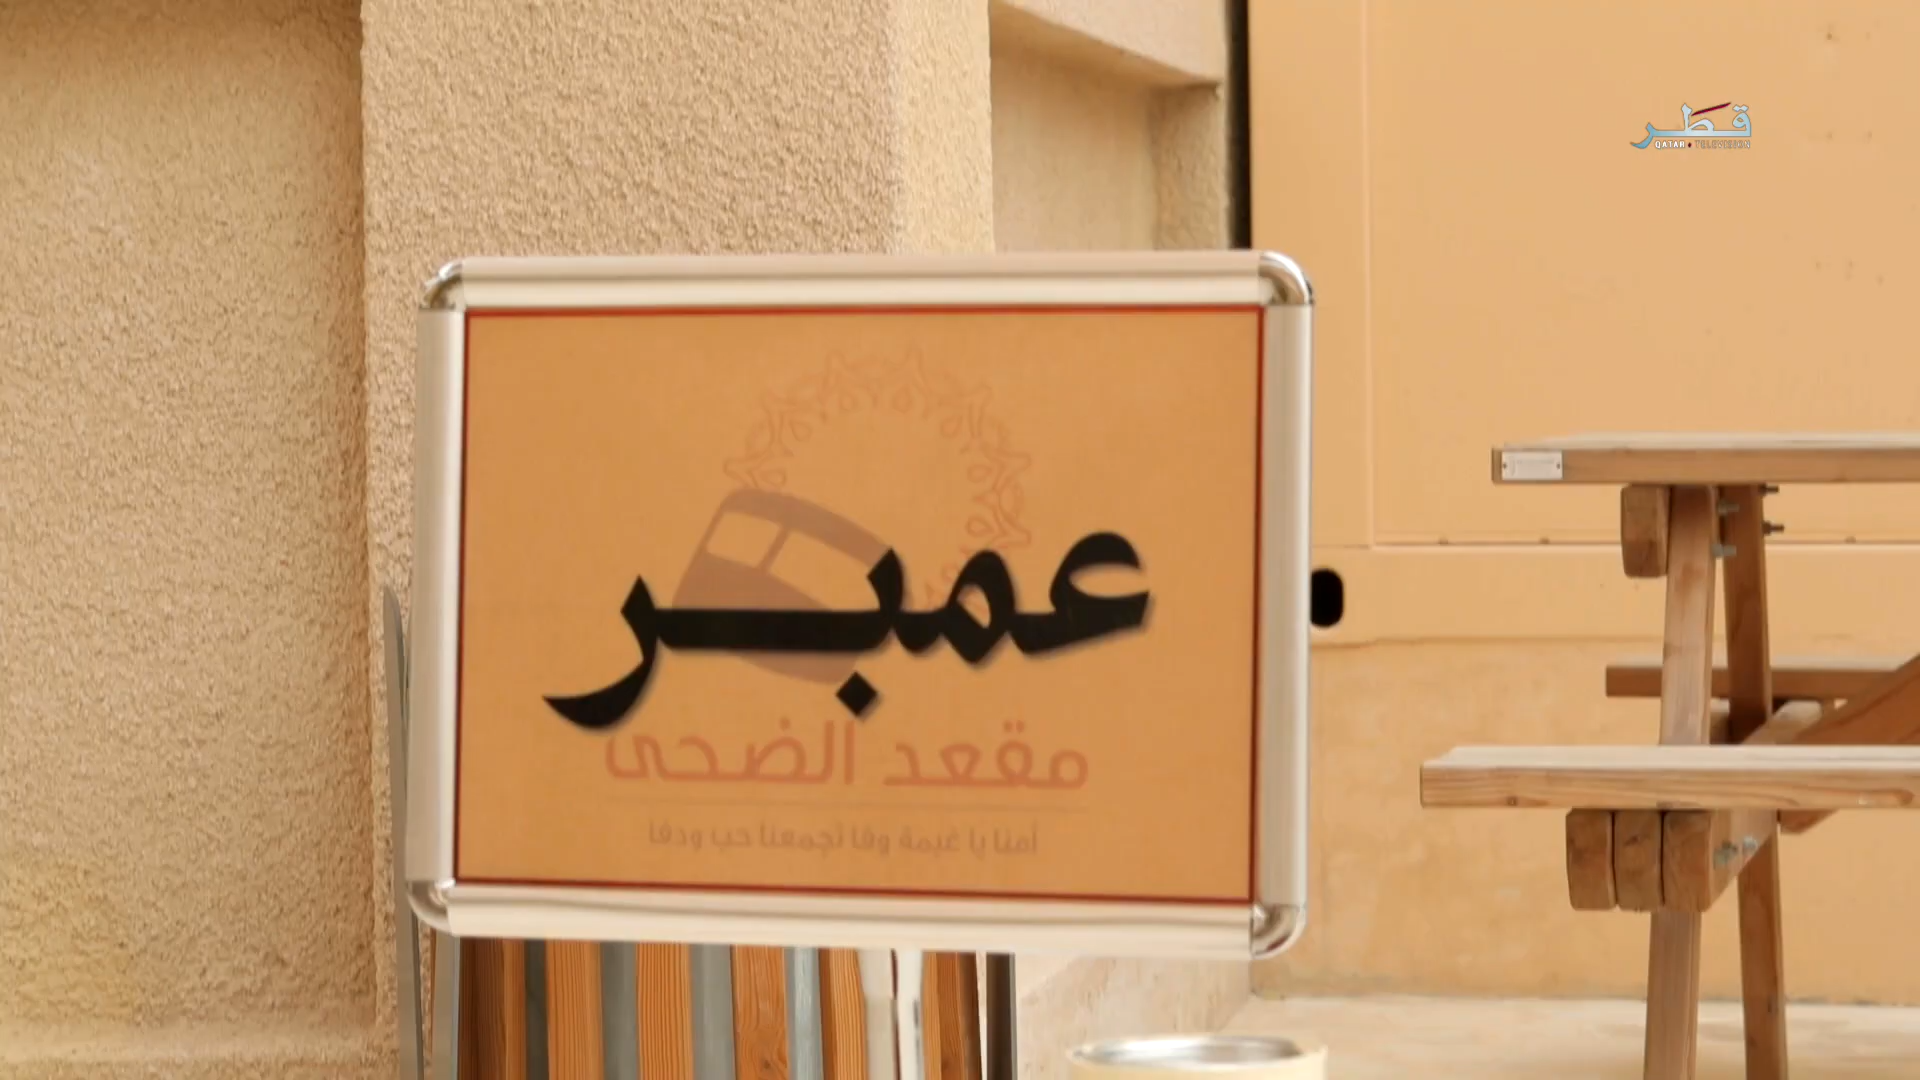 قطر
QATAR TELEVISION
عمبر
مقعد الضحى
أمنا يا غيمة وفا تجمعنا حب ودفا